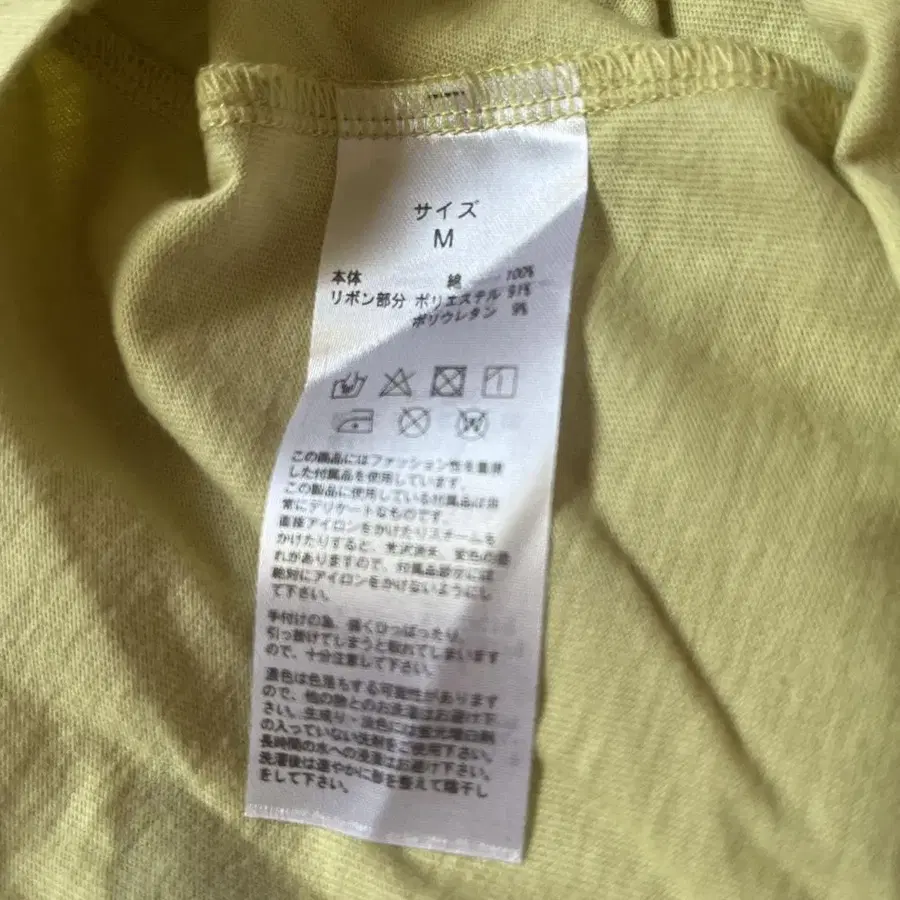 サイズ
M
本体 綿 100%
リボン部分 ポリエステル 91%
ポリウレタン 9%
W
この商品にはファッション性を重視
した付属品を使用しています。
この製品に使用している付属品は非
常にデリケートなものです。
直接アイロンをかけたりスチームを
かけたりすると、光沢消失、変色の恐
れがありますので、付属品部分には
絶対にアイロンをかけないようにし
て下さい。
手付けの為、強くひっぱったり、
引っ掛けてしまうと取れてしまいます
ので、十分注意して下さい。
濃色は色落ちする可能性があります
ので、他の物とのお洗濯はお避け下
さい。生成り・淡色には蛍光増白剤
の入っていない洗剤をご使用下さい。
長時間の水への浸漬はお避け下さい。
洗濯後は速やかに形を整えて陰干し
をして下さい。